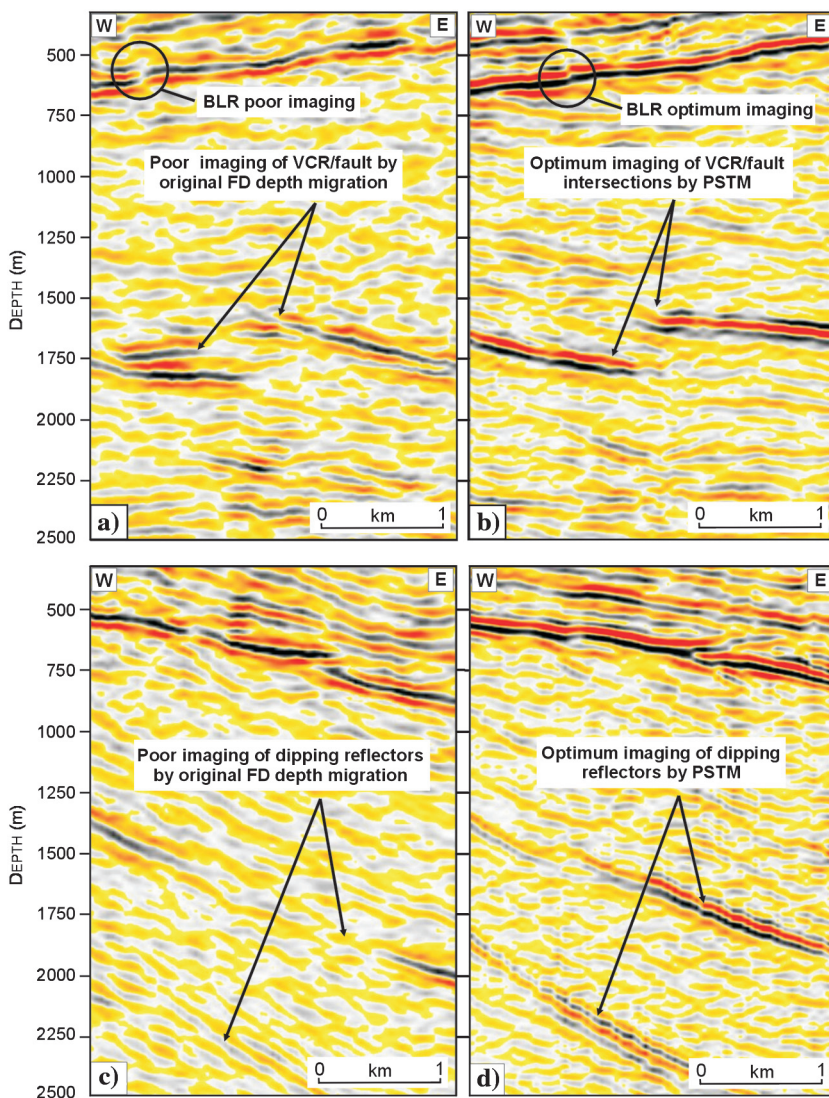 W
E
500
BLR poor imaging
750
Poor imaging of VCR/fault by
original FD depth migration
1000
1250
DEPTH (m)
1500
1750
2000
2250
2500
a)
0
1
km
W
E
BLR optimum imaging
Optimum imaging of VCR/fault
intersections by PSTM
b)
0
1
km
W
E
500
750
1000
Poor imaging of dipping reflectors
by original FD depth migration
1250
DEPTH (m)
1500
1750
2000
2250
2500
c)
0
1
km
W
E
Optimum imaging of dipping
reflectors by PSTM
d)
0
1
km